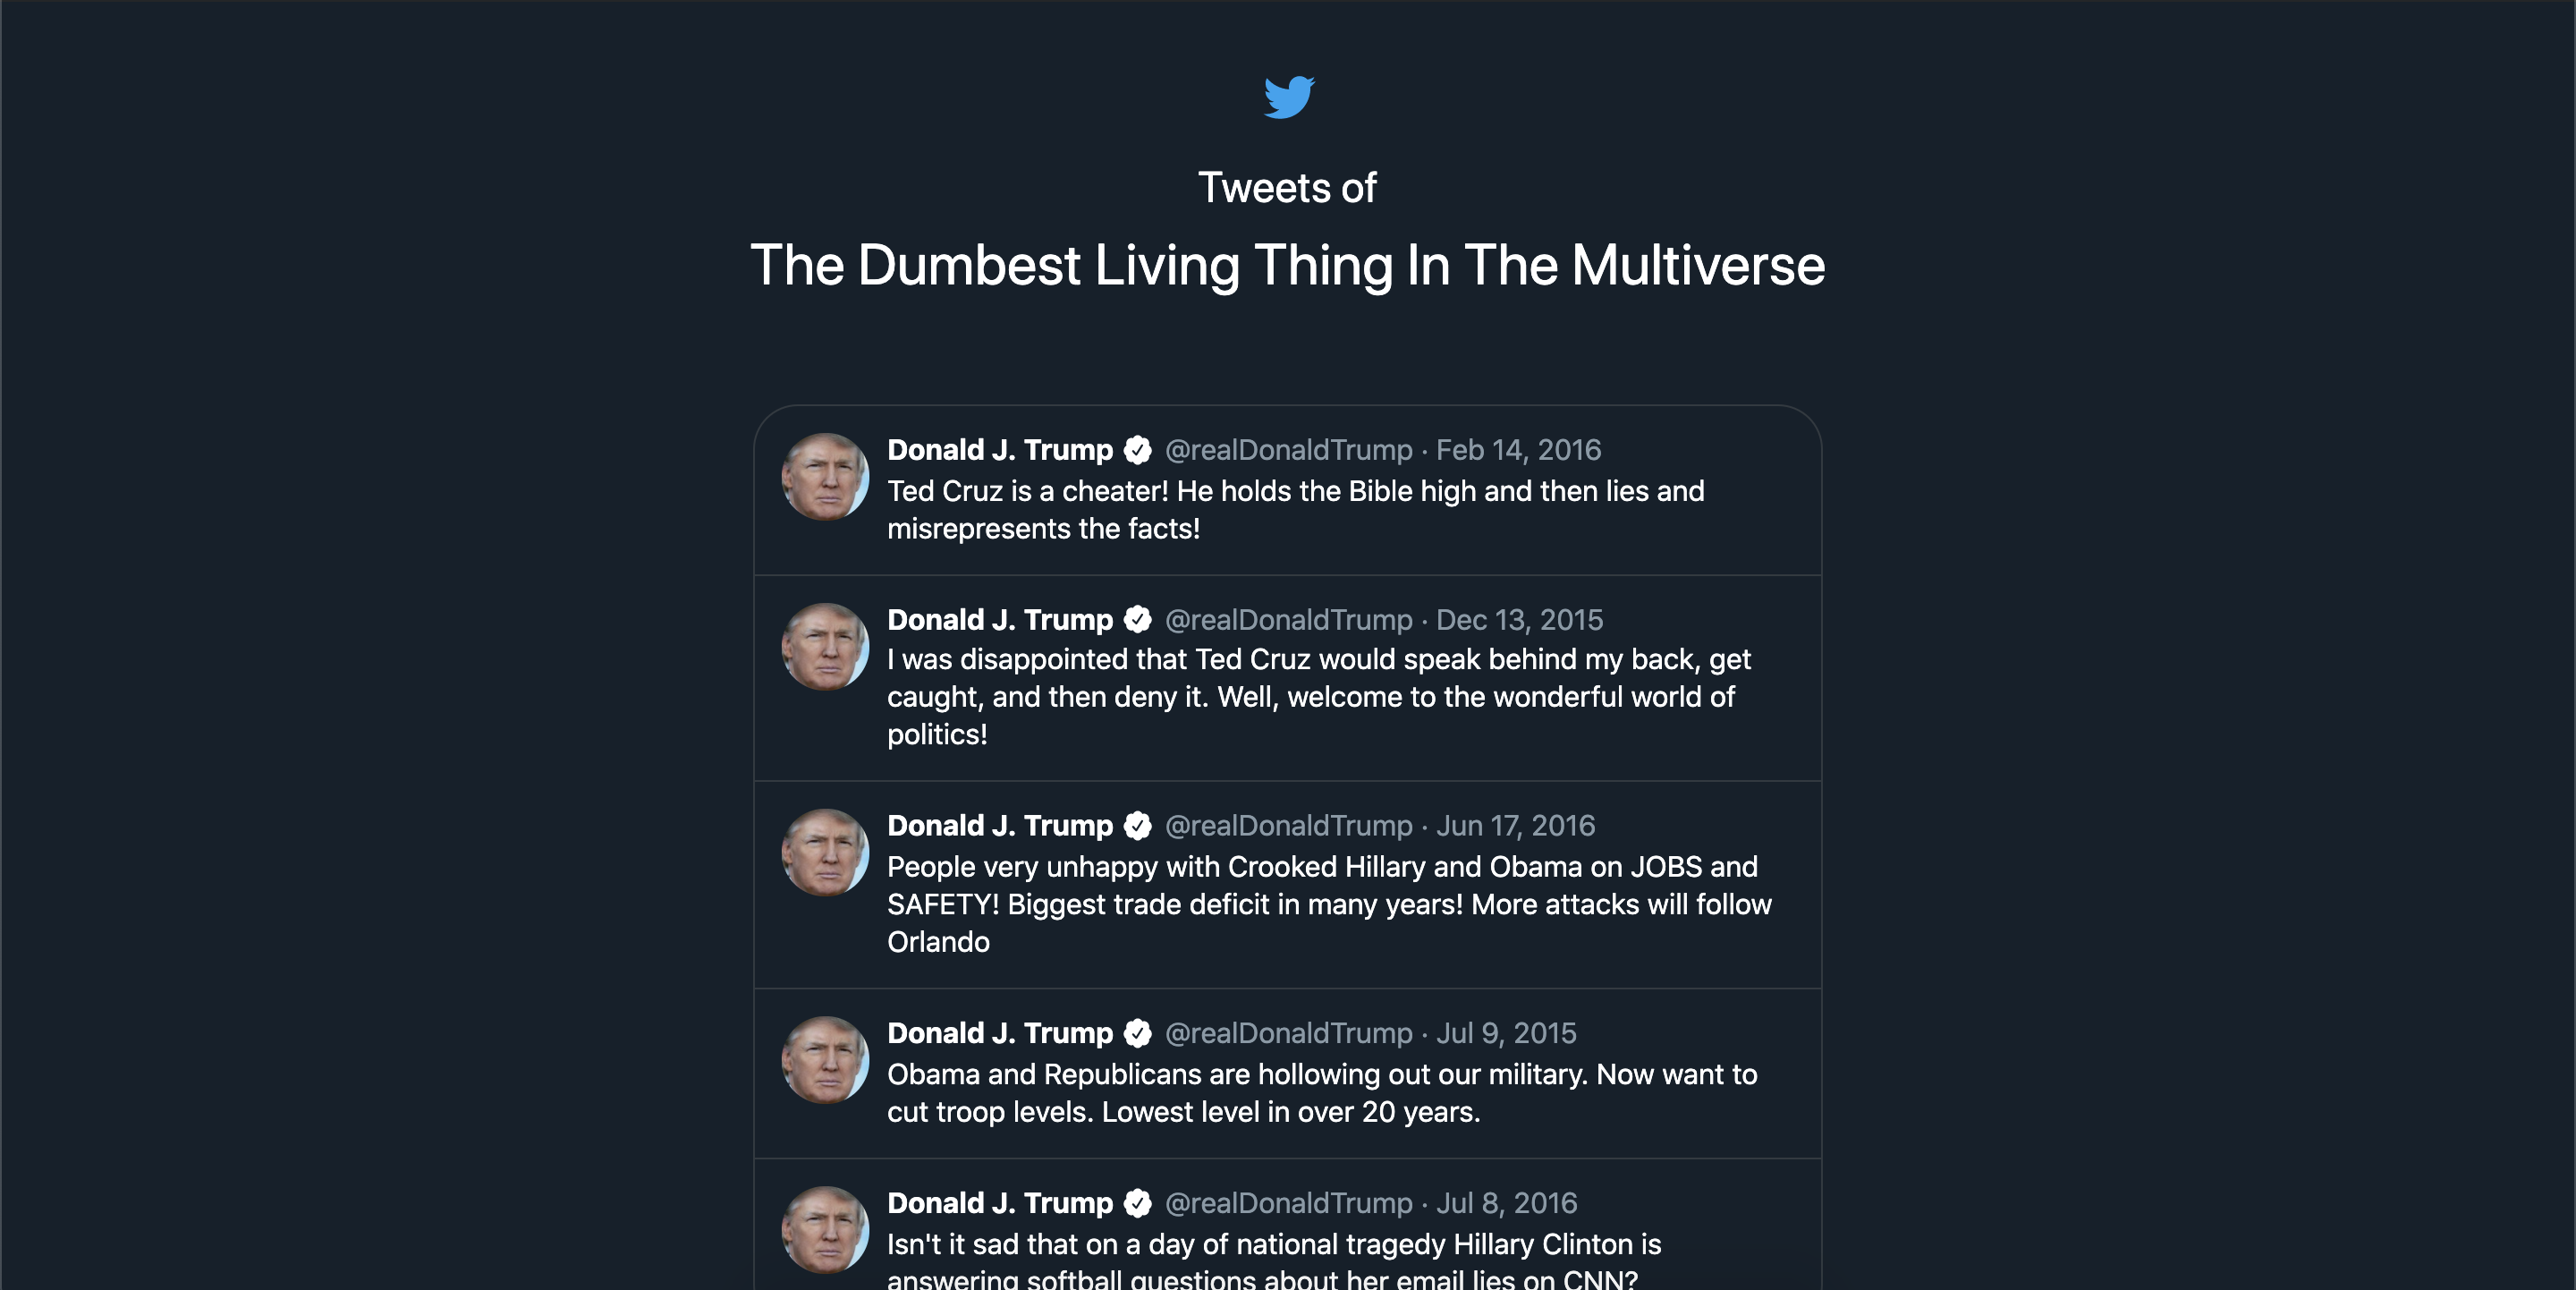 Tweets of
The Dumbest Living Thing In The Multiverse
Donald J. Trump @realDonaldTrump · Feb 14, 2016
Ted Cruz is a cheater! He holds the Bible high and then lies and
misrepresents the facts!
Donald J. Trump @realDonaldTrump · Dec 13, 2015
I was disappointed that Ted Cruz would speak behind my back, get
caught, and then deny it. Well, welcome to the wonderful world of
politics!
Donald J. Trump @realDonaldTrump · Jun 17, 2016
People very unhappy with Crooked Hillary and Obama on JOBS and
SAFETY! Biggest trade deficit in many years! More attacks will follow
Orlando
Donald J. Trump @realDonaldTrump · Jul 9, 2015
Obama and Republicans are hollowing out our military. Now want to
cut troop levels. Lowest level in over 20 years.
Donald J. Trump @realDonaldTrump · Jul 8, 2016
Isn't it sad that on a day of national tragedy Hillary Clinton is
answering softball questions about her email lies on CNN?